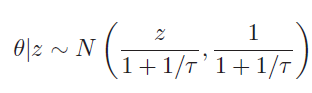 θ|z ∼ N ( z / (1 + 1/τ) , 1 / (1 + 1/τ) )